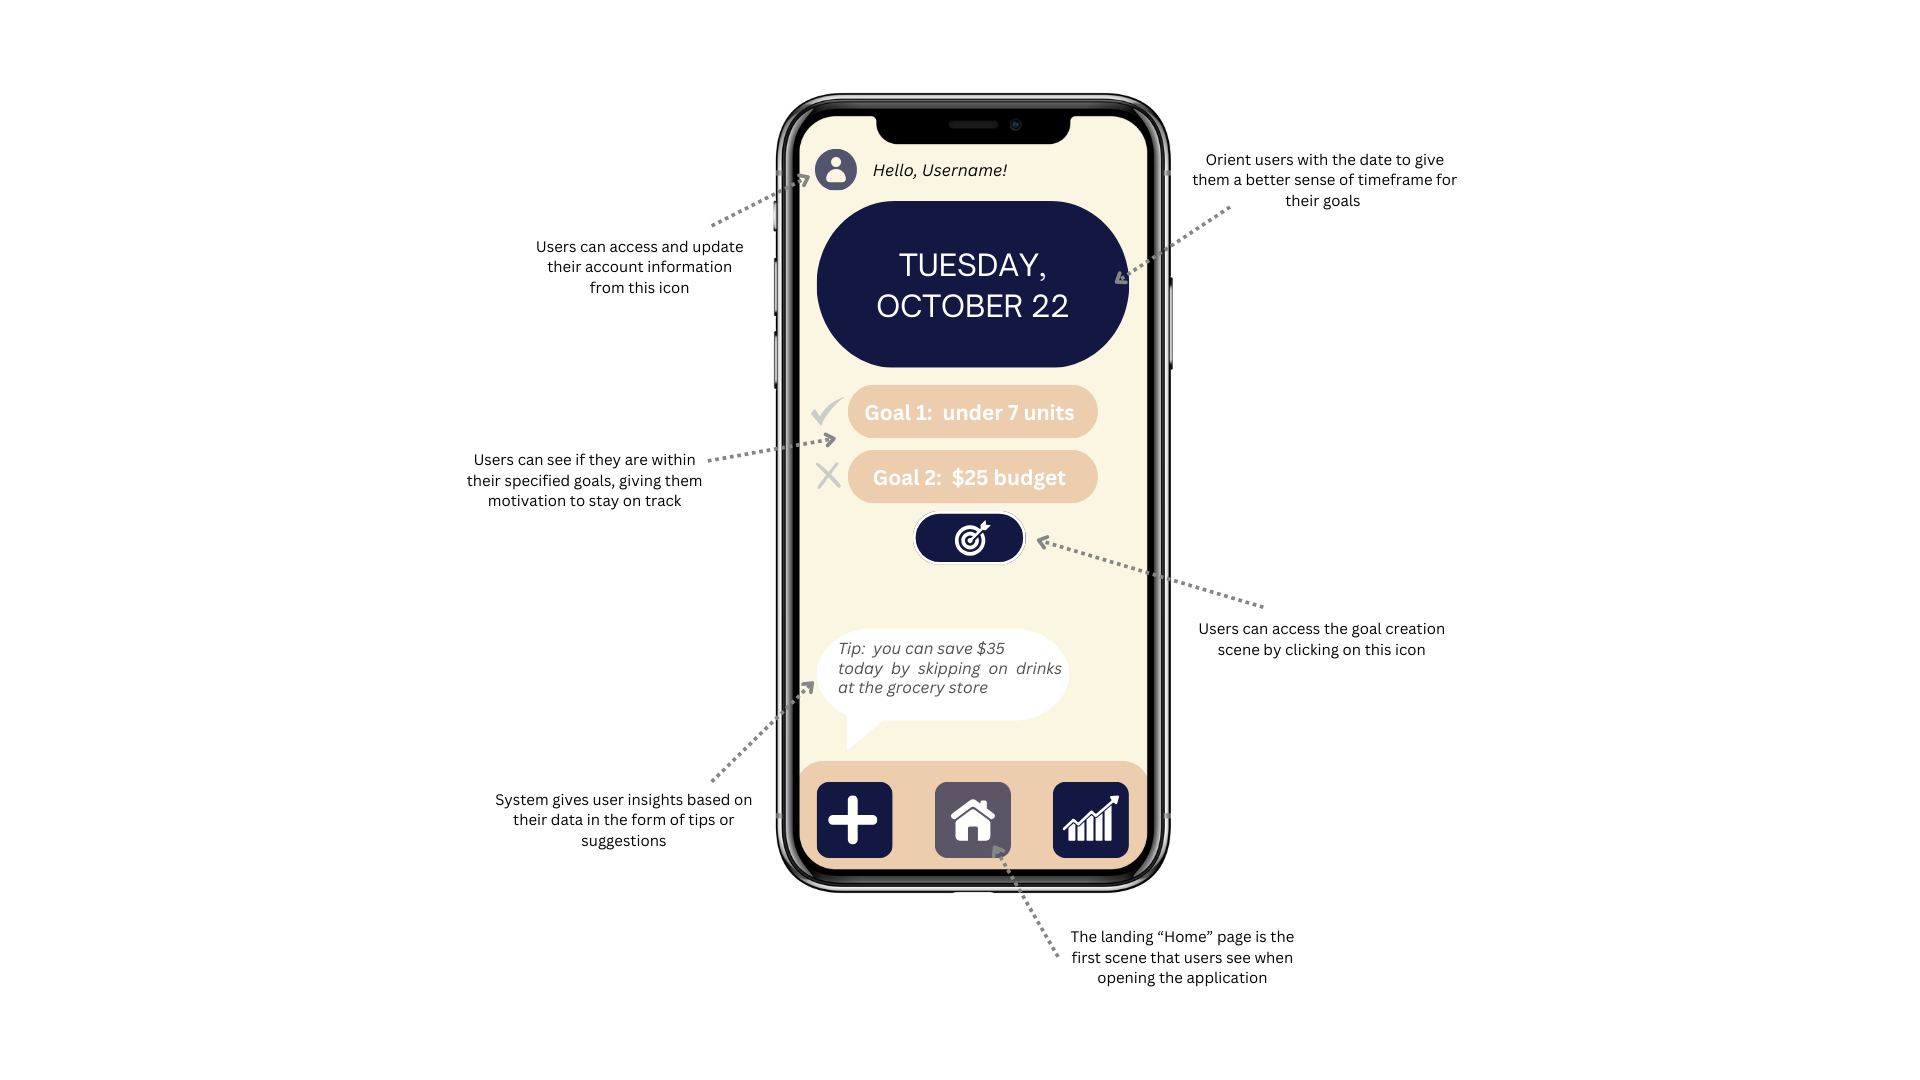 Hello, Username!
Orient users with the date to give
them a better sense of timeframe for
their goals
Users can access and update
their account information
from this icon
TUESDAY,
OCTOBER 22
Goal 1: under 7 units
Users can see if they are within
their specified goals, giving them
motivation to stay on track
Goal 2: $25 budget
Users can access the goal creation
scene by clicking on this icon
Tip: you can save $35
today by skipping on drinks
at the grocery store
System gives user insights based on
their data in the form of tips or
suggestions
The landing “Home” page is the
first scene that users see when
opening the application